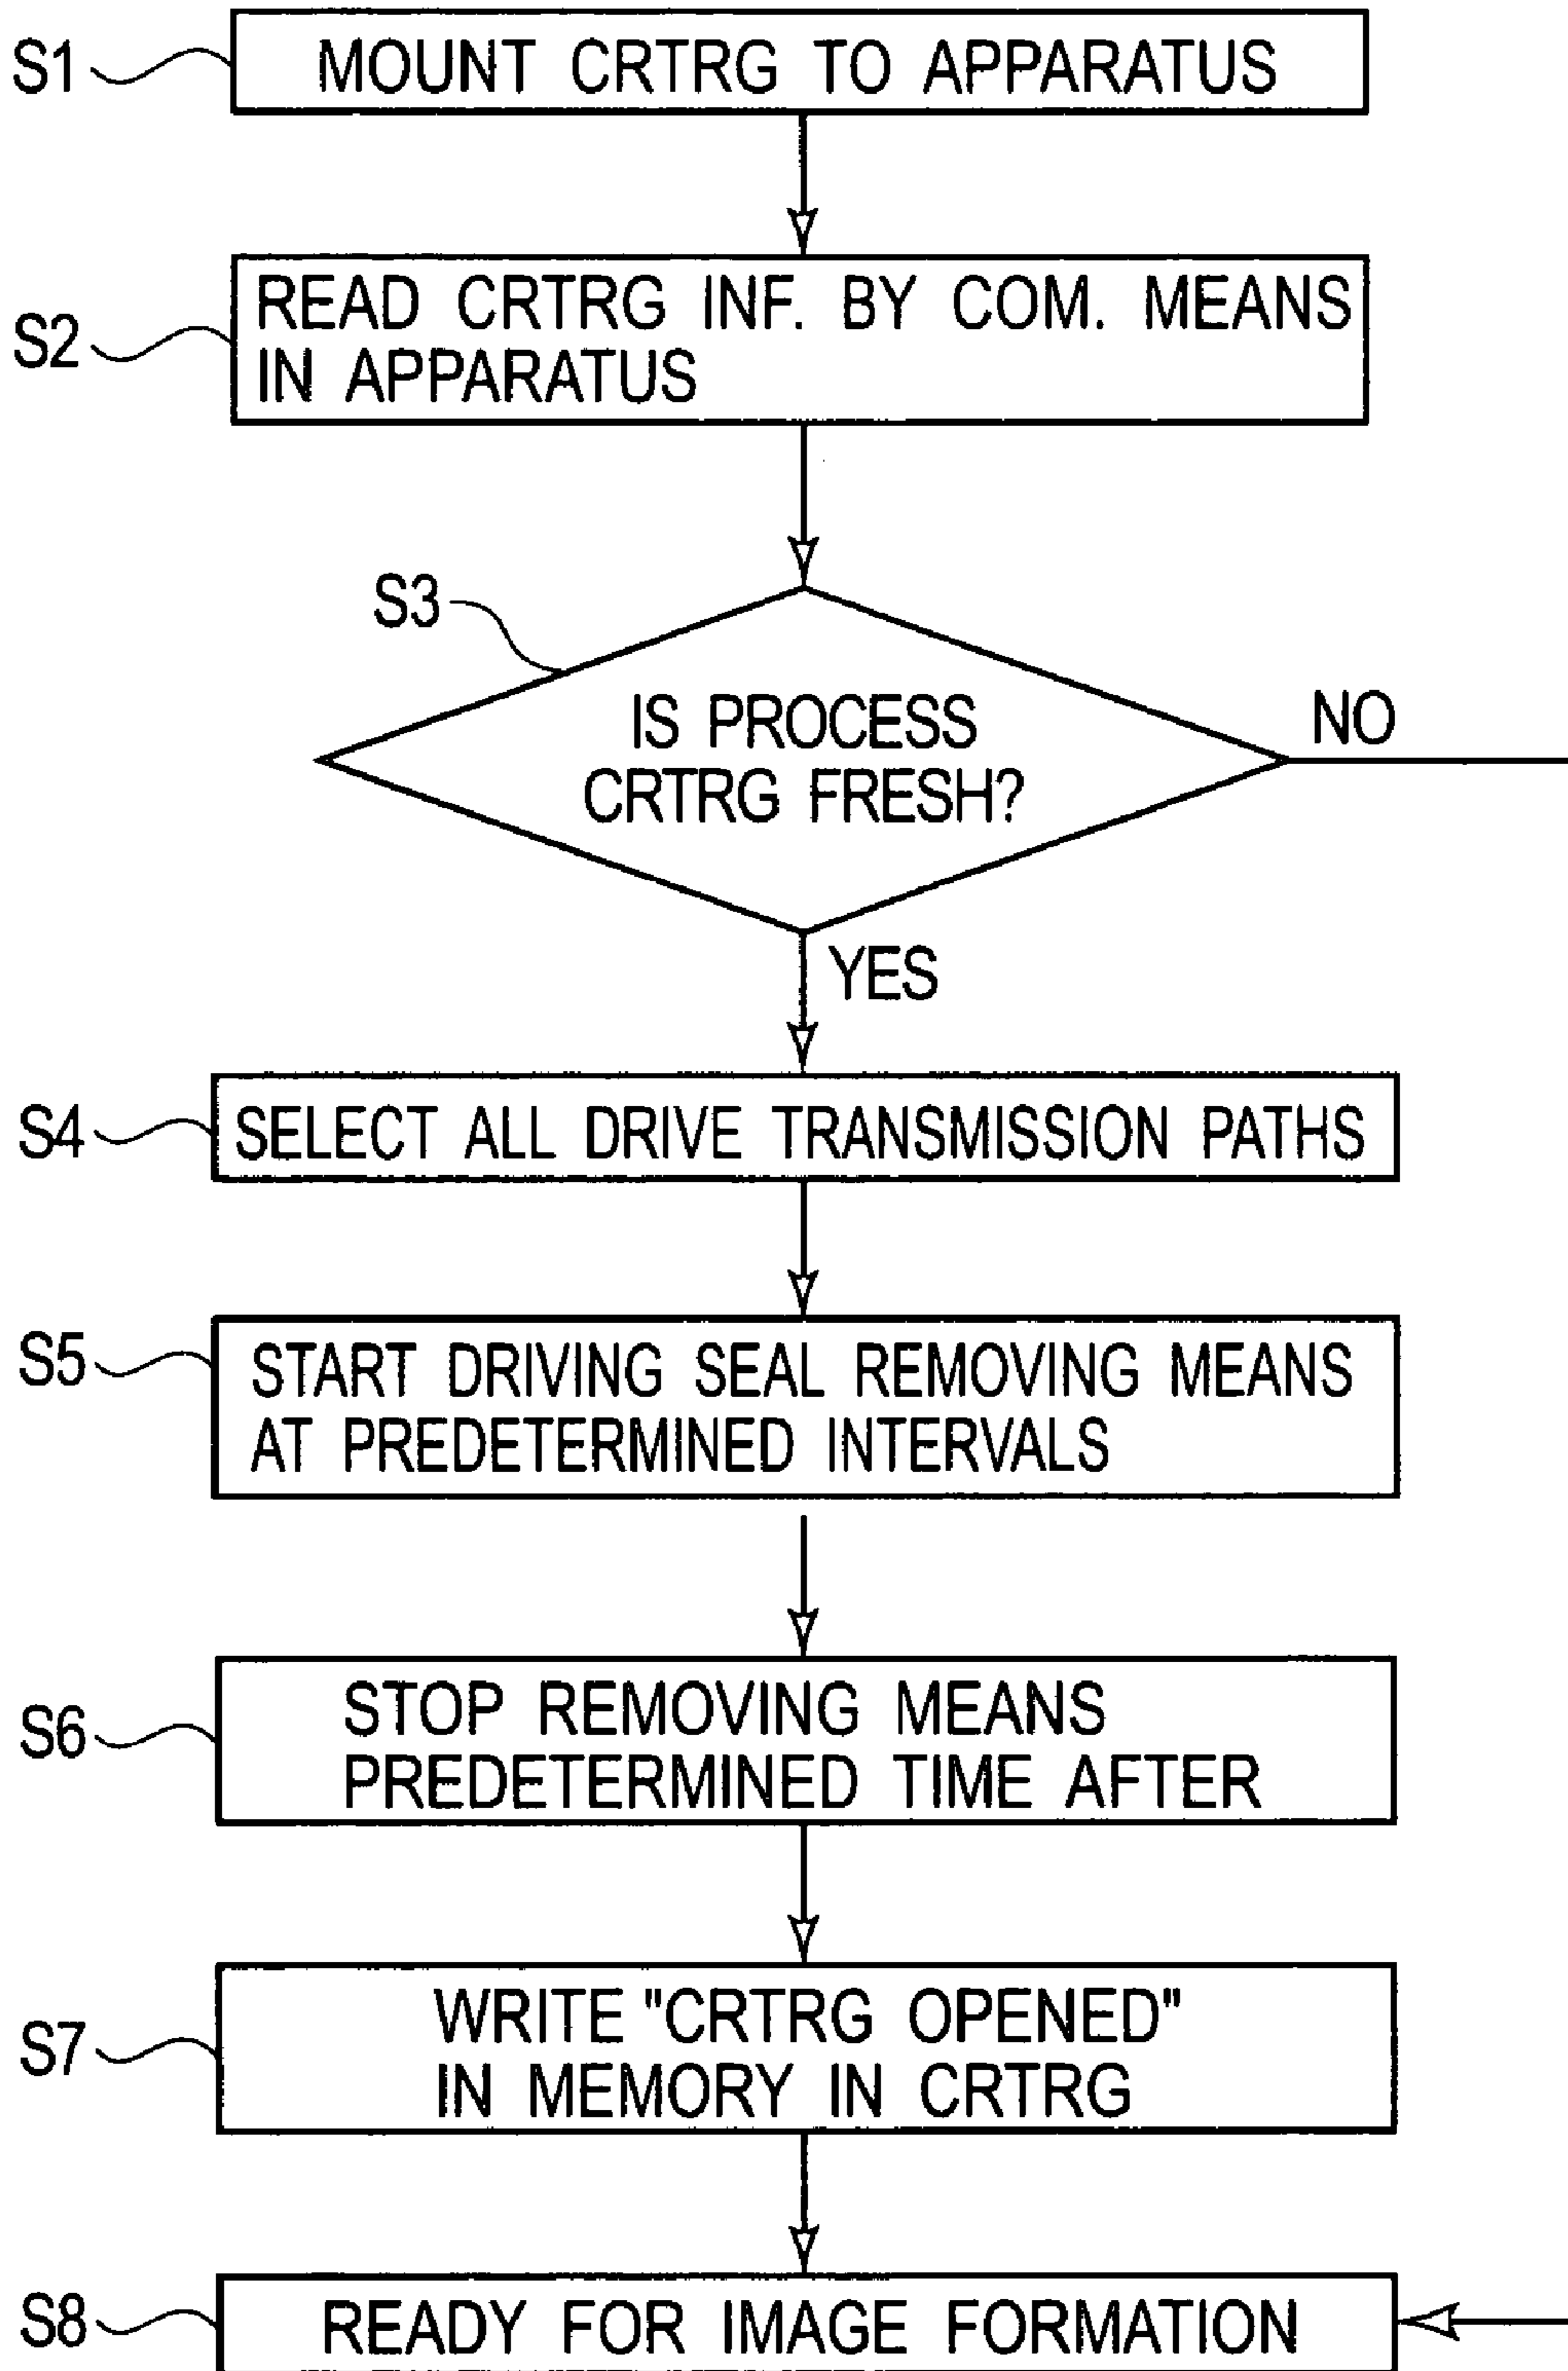 S1
MOUNT CRTRG TO APPARATUS
S2
READ CRTRG INF. BY COM. MEANS
IN APPARATUS
S3
IS PROCESS
CRTRG FRESH?
NO
YES
S4
SELECT ALL DRIVE TRANSMISSION PATHS
S5
START DRIVING SEAL REMOVING MEANS
AT PREDETERMINED INTERVALS
S6
STOP REMOVING MEANS
PREDETERMINED TIME AFTER
S7
WRITE "CRTRG OPENED"
IN MEMORY IN CRTRG
S8
READY FOR IMAGE FORMATION